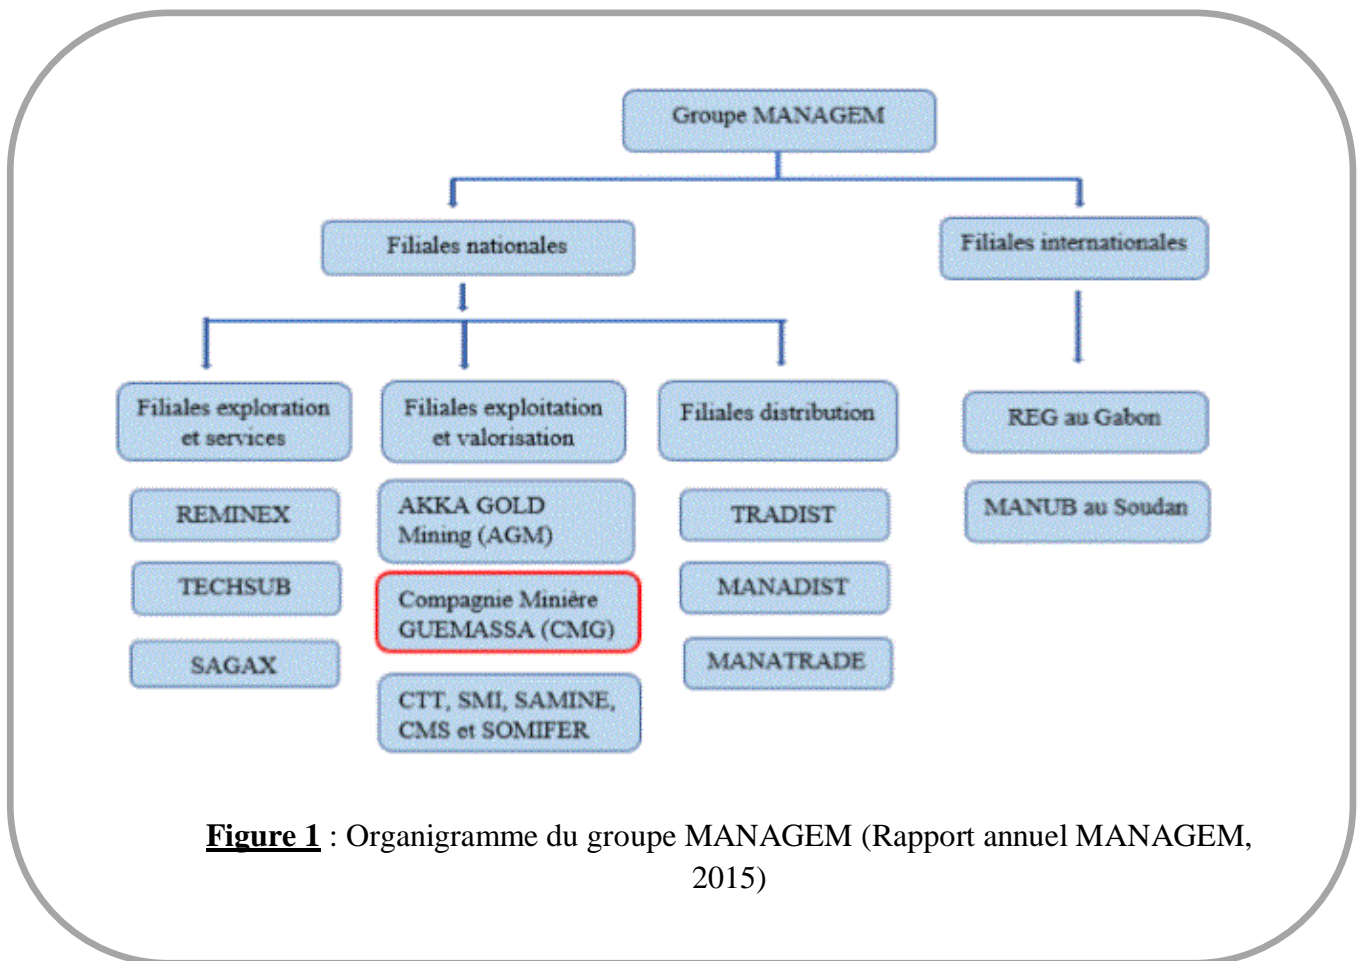 Groupe MANAGEM
Filiales nationales
Filiales internationales
Filiales exploration
et services
Filiales exploitation
et valorisation
Filiales distribution
REG au Gabon
MANUB au Soudan
REMINEX
TECHSUB
SAGAX
AKKA GOLD
Mining (AGM)
Compagnie Minière
GUEMASSA (CMG)
CTT, SMI, SAMINE,
CMS et SOMIFER
TRADIST
MANADIST
MANATRADE
Figure 1 : Organigramme du groupe MANAGEM (Rapport annuel MANAGEM,
2015)